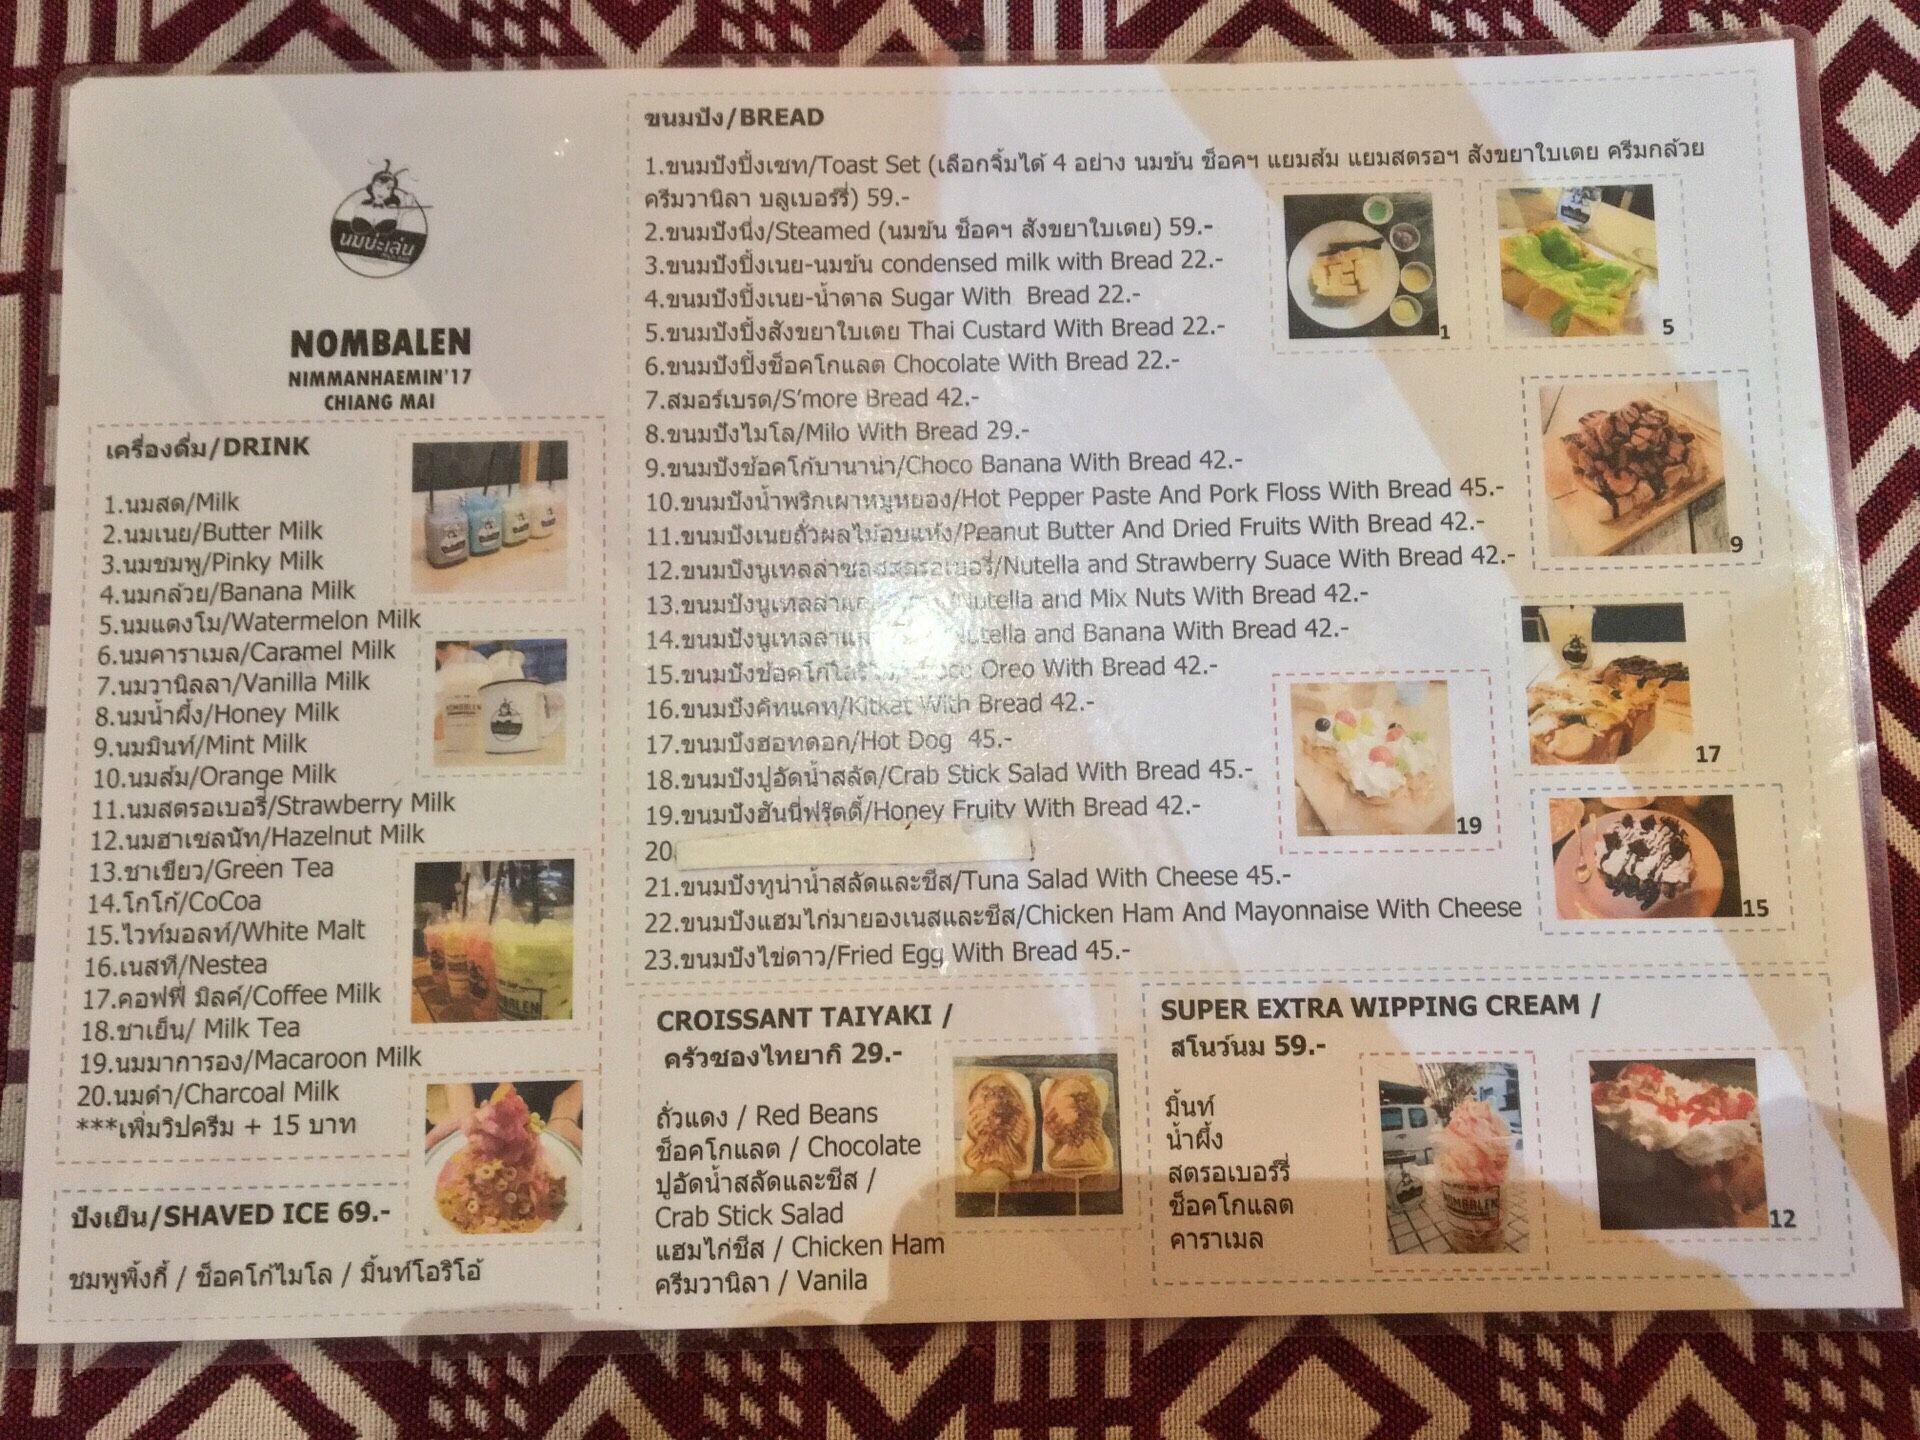 นมบะเล่น
NOMBALEN
NIMMANHAEMIN'17
CHIANG MAI
เครื่องดื่ม/DRINK
1.นมสด/Milk
2.นมเนย/Butter Milk
3.นมชมพู/Pinky Milk
4.นมกล้วย/Banana Milk
5.นมแตงโม/Watermelon Milk
6.นมคาราเมล/Caramel Milk
7.นมวานิลลา/Vanilla Milk
8.นมน้ำผึ้ง/Honey Milk
9.นมมินท์/Mint Milk
10.นมส้ม/Orange Milk
11.นมสตรอเบอรี่/Strawberry Milk
12.นมฮาเซลนัท/Hazelnut Milk
13.ชาเขียว/Green Tea
14.โกโก้/CoCoa
15.ไวท์มอลท์/White Malt
16.เนสที/Nestea
17.คอฟฟี่ มิลค์/Coffee Milk
18.ชาเย็น/ Milk Tea
19.นมมาการอง/Macaroon Milk
20.นมดำ/Charcoal Milk
***เพิ่มวิปครีม + 15 บาท
ปังเย็น/SHAVED ICE 69.-
ชมพูพิ้งกี้ / ช็อคโก้ไมโล / มิ้นท์โอริโอ้
ขนมปัง/BREAD
1.ขนมปังปิ้งเซท/Toast Set (เลือกจิ้มได้ 4 อย่าง นมข้น ช็อคฯ แยมส้ม แยมสตรอฯ สังขยาใบเตย ครีมกล้วย
ครีมวานิลา บลูเบอร์รี่) 59.-
2.ขนมปังนึ่ง/Steamed (นมข้น ช็อคฯ สังขยาใบเตย) 59.-
3.ขนมปังปิ้งเนย-นมข้น condensed milk with Bread 22.-
4.ขนมปังปิ้งเนย-น้ำตาล Sugar With Bread 22.-
5.ขนมปังปิ้งสังขยาใบเตย Thai Custard With Bread 22.-
6.ขนมปังปิ้งช็อคโกแลต Chocolate With Bread 22.-
7.สมอร์เบรด/S'more Bread 42.-
8.ขนมปังไมโล/Milo With Bread 29.-
9.ขนมปังช้อคโก้บานาน่า/Choco Banana With Bread 42.-
10.ขนมปังน้ำพริกเผาหมูหยอง/Hot Pepper Paste And Pork Floss With Bread 45.-
11.ขนมปังเนยถั่วผลไม้อบแห้ง/Peanut Butter And Dried Fruits With Bread 42.-
12.ขนมปังนูเทลล่าซอสสตรอเบอรี่/Nutella and Strawberry Suace With Bread 42.-
13.ขนมปังนูเทลล่า Nutella and Mix Nuts With Bread 42.-
14.ขนมปังนูเทลล่า and Banana With Bread 42.-
15.ขนมปังช้อคโก้ Oreo With Bread 42.-
16.ขนมปังคิทแคท/Kitkat With Bread 42.-
17.ขนมปังฮอทดอก/Hot Dog 45.-
18.ขนมปังปูอัดน้ำสลัด/Crab Stick Salad With Bread 45.-
19.ขนมปังฮันนี่ฟรุ๊ตตี้/Honey Fruity With Bread 42.-
20
21.ขนมปังทูน่าน้ำสลัดและชีส/Tuna Salad With Cheese 45.-
22.ขนมปังแฮมไก่มายองเนสและชีส/Chicken Ham And Mayonnaise With Cheese
23.ขนมปังไข่ดาว/Fried Egg With Bread 45.-
1
5
9
17
19
15
CROISSANT TAIYAKI /
ครัวซองไทยากิ 29.-
ถั่วแดง / Red Beans
ช็อคโกแลต / Chocolate
ปูอัดน้ำสลัดและชีส /
Crab Stick Salad
แฮมไก่ชีส / Chicken Ham
ครีมวานิลา / Vanila
SUPER EXTRA WIPPING CREAM /
สโนว์นม 59.-
มิ้นท์
น้ำผึ้ง
สตรอเบอร์รี่
ช็อคโกแลต
คาราเมล
NOMBALEN
12